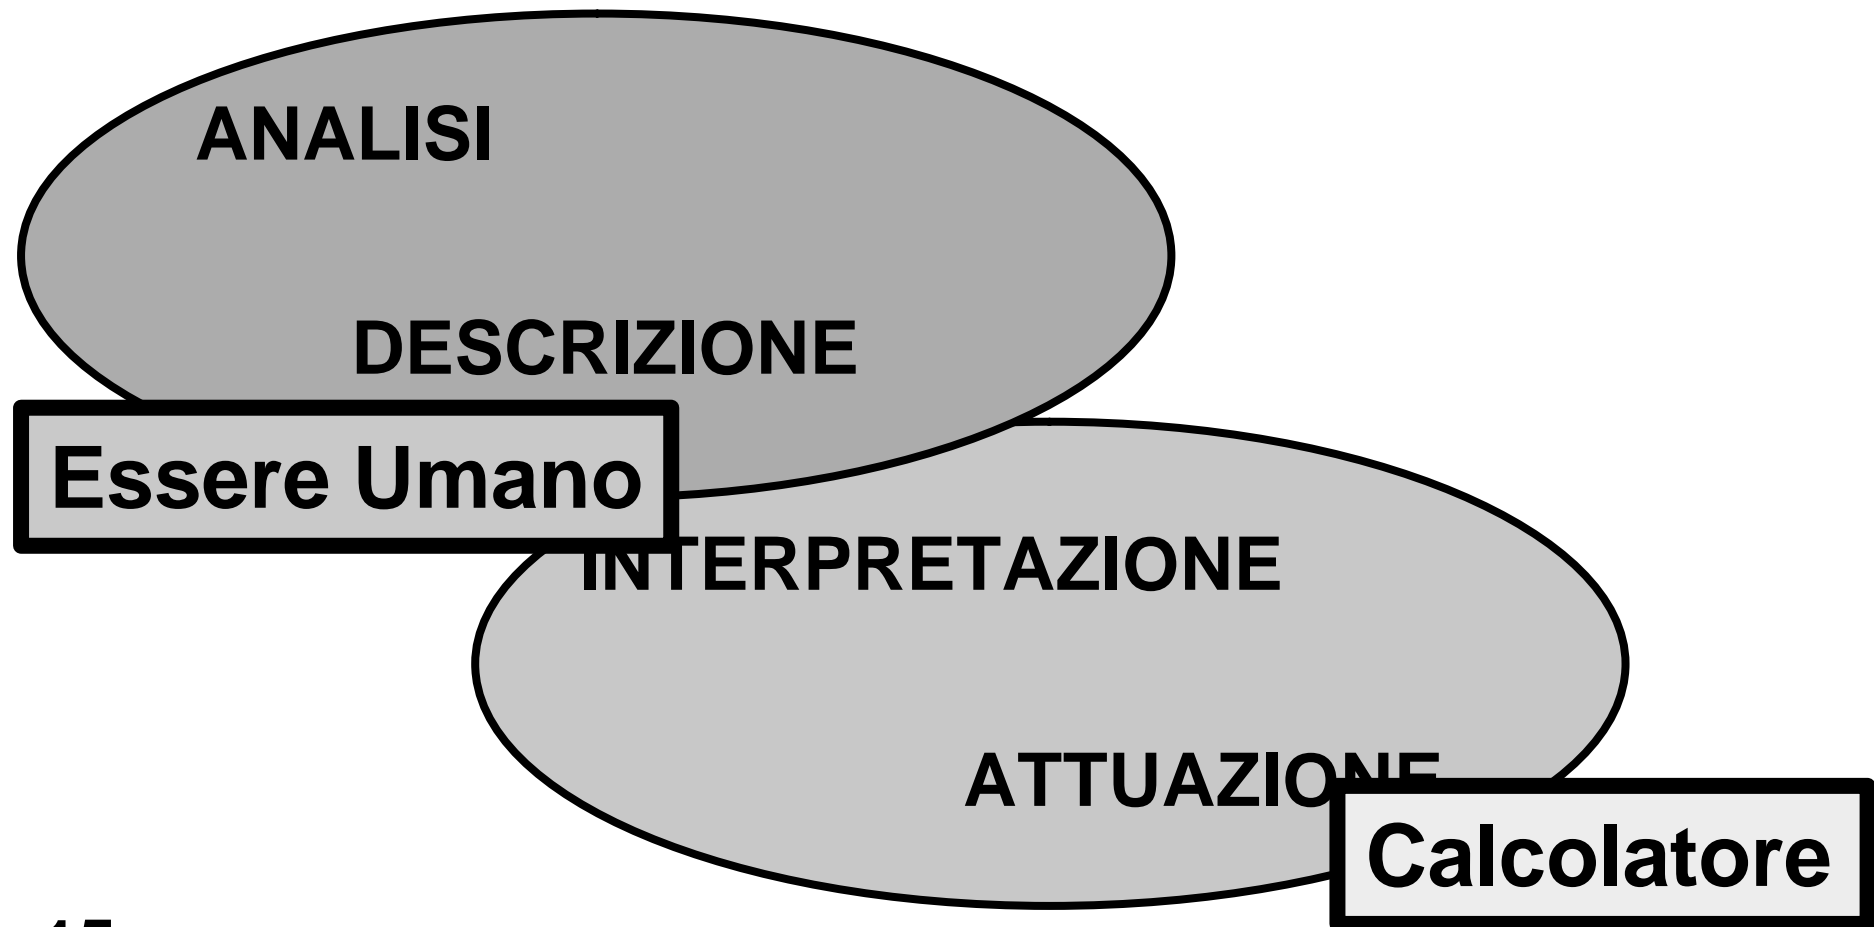 ANALISI
DESCRIZIONE
Essere Umano
INTERPRETAZIONE
ATTUAZIONE
Calcolatore